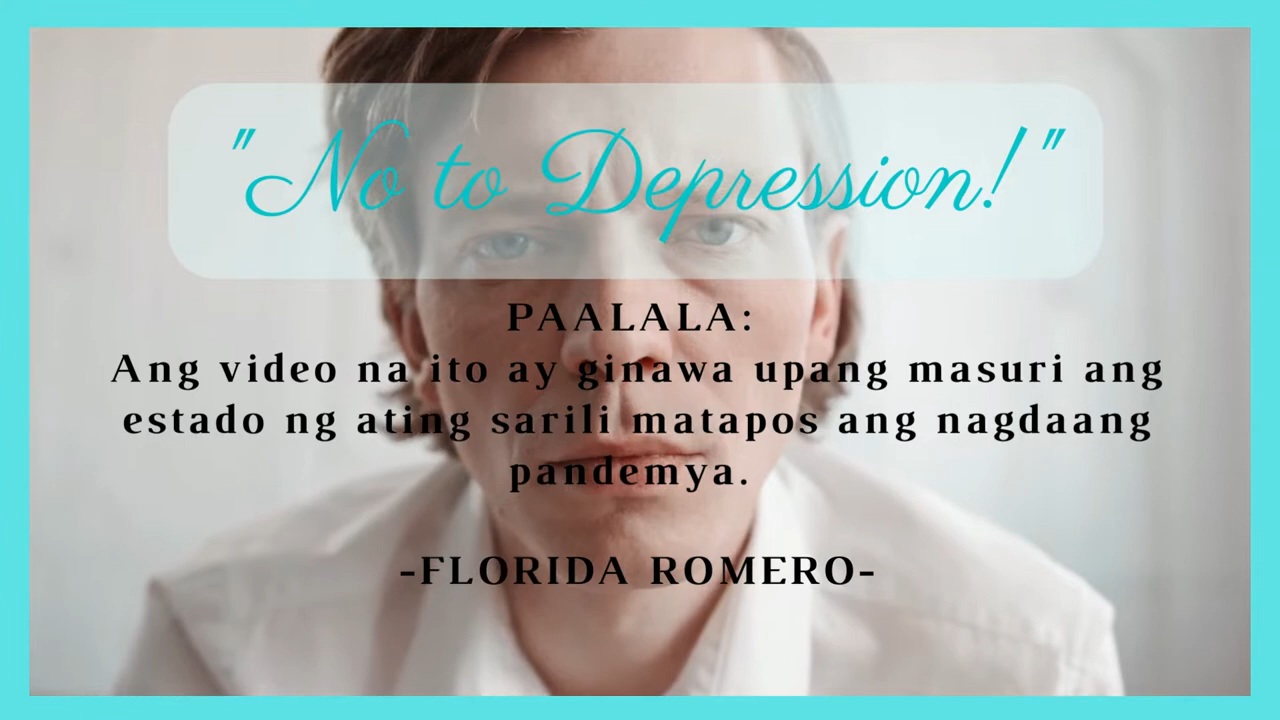 "No to Depression!"
PAALALA:
Ang video na ito ay ginawa upang masuri ang
estado ng ating sarili matapos ang nagdaang
pandemya.
-FLORIDA ROMERO-